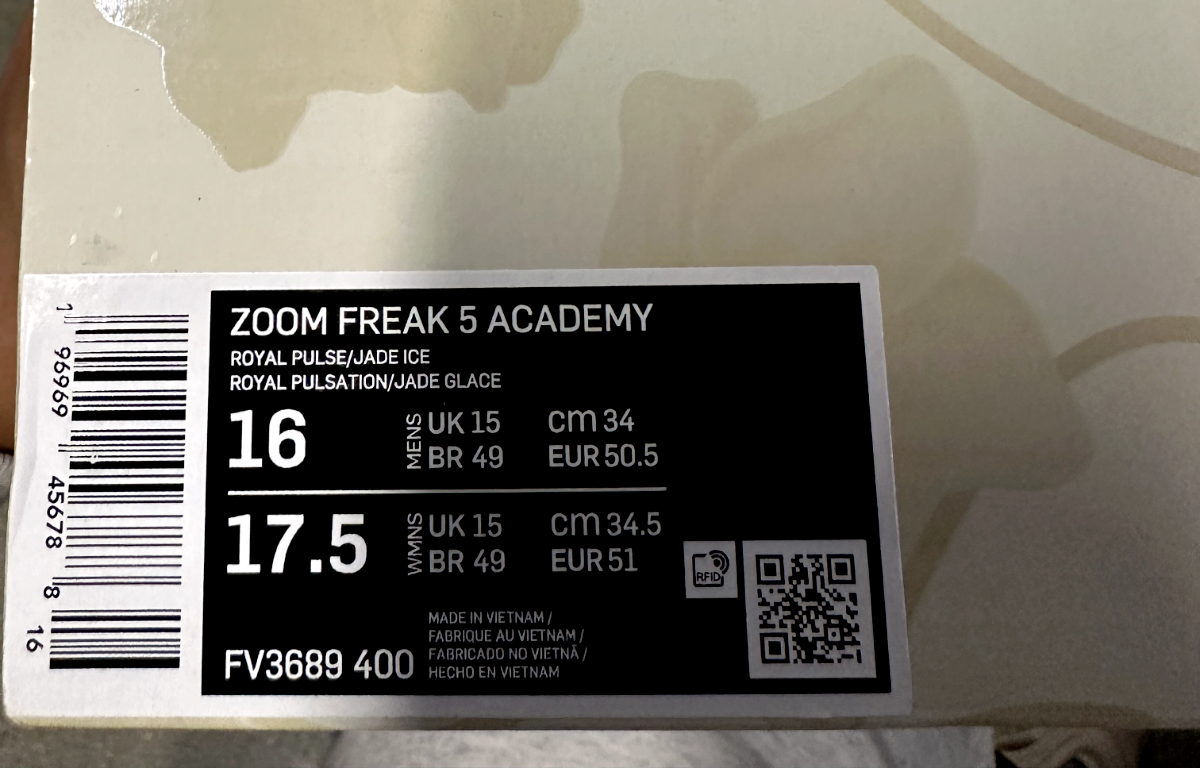 ZOOM FREAK 5 ACADEMY
ROYAL PULSE/JADE ICE
ROYAL PULSATION/JADE GLACE
16 MENS UK 15 cm 34
BR 49 EUR 50.5
17.5 WMNS UK 15 cm 34.5
BR 49 EUR 51
RFID
MADE IN VIETNAM /
FABRIQUE AU VIETNAM /
FABRICADO NO VIETNÃ /
HECHO EN VIETNAM
FV3689 400
1 96969 45678 8 16